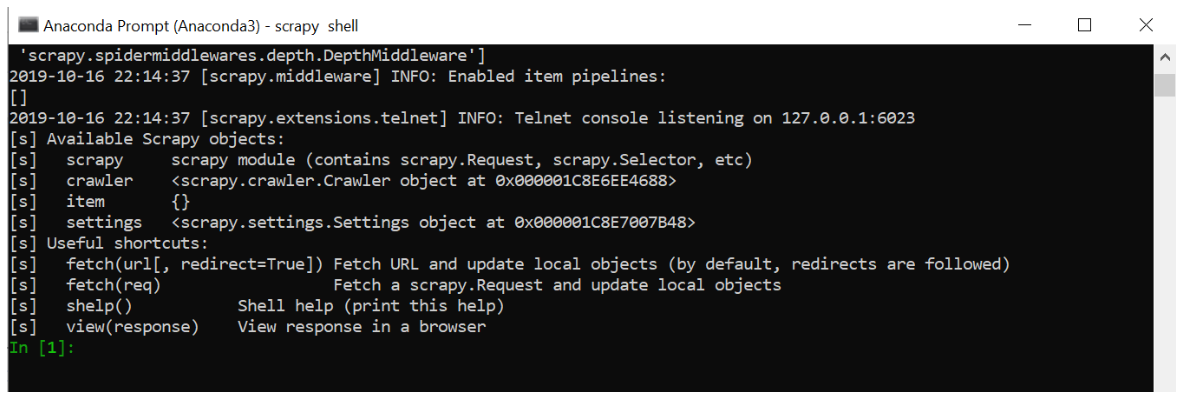 Anaconda Prompt (Anaconda3) - scrapy  shell
 'scrapy.spidermiddlewares.depth.DepthMiddleware']
2019-10-16 22:14:37 [scrapy.middleware] INFO: Enabled item pipelines:
[]
2019-10-16 22:14:37 [scrapy.extensions.telnet] INFO: Telnet console listening on 127.0.0.1:6023
[s] Available Scrapy objects:
[s]   scrapy     scrapy module (contains scrapy.Request, scrapy.Selector, etc)
[s]   crawler    <scrapy.crawler.Crawler object at 0x000001C8E6EE4688>
[s]   item       {}
[s]   settings   <scrapy.settings.Settings object at 0x000001C8E7007B48>
[s] Useful shortcuts:
[s]   fetch(url[, redirect=True]) Fetch URL and update local objects (by default, redirects are followed)
[s]   fetch(req)                  Fetch a scrapy.Request and update local objects
[s]   shelp()           Shell help (print this help)
[s]   view(response)    View response in a browser
In [1]: